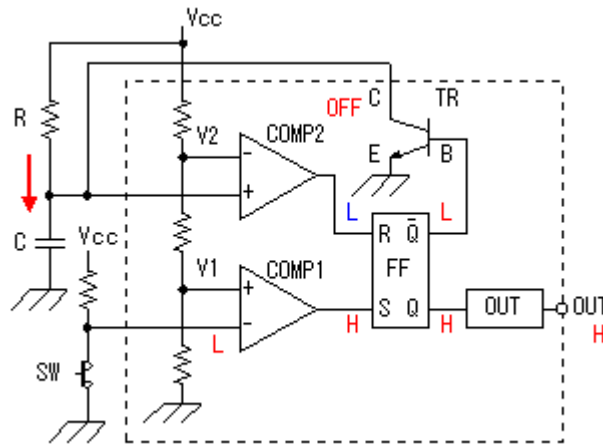 Vcc
C
TR
OFF
R
V2
COMP2
E
B
-
+
L
L
C
Vcc
R
Q̄
FF
V1
COMP1
+
-
S
Q
OUT
OUT
L
H
H
H
SW